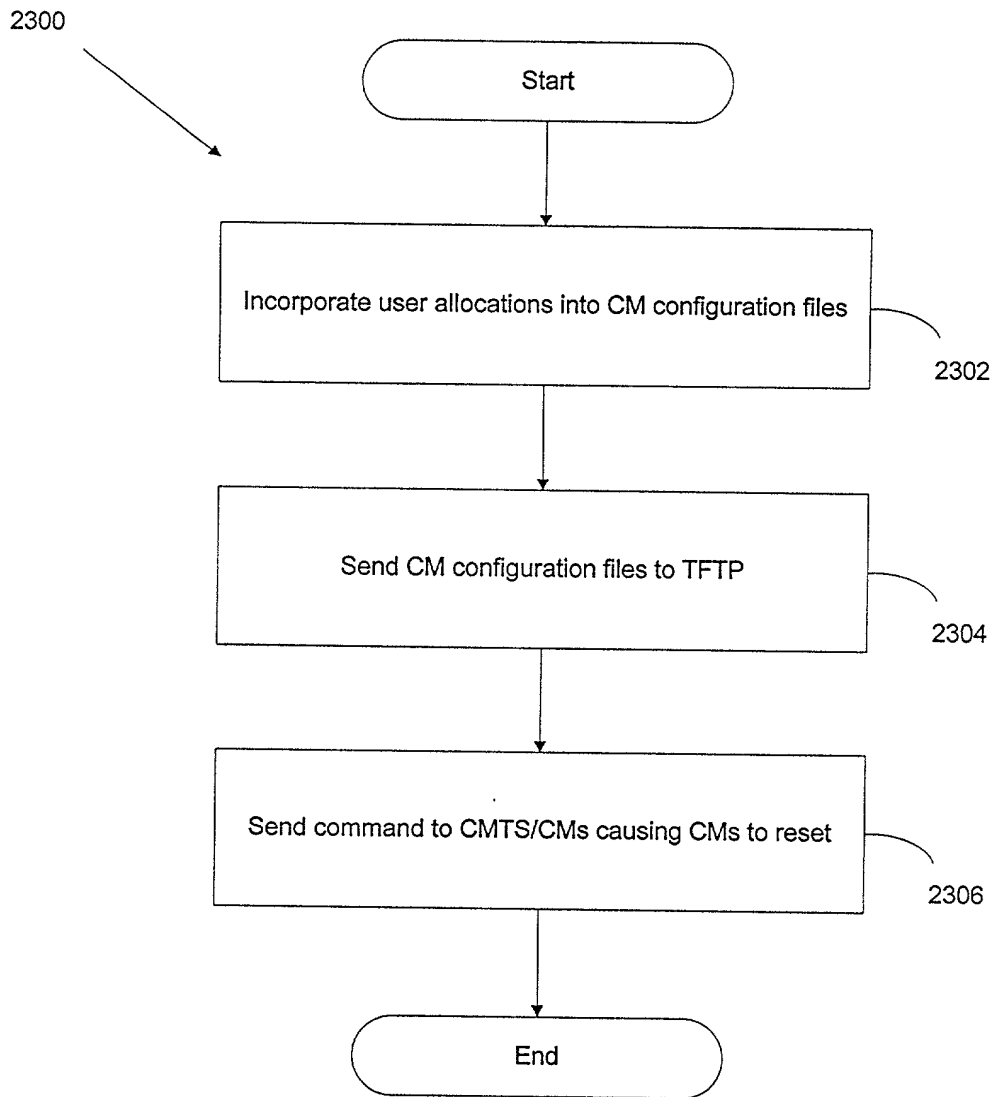 2300
Start
Incorporate user allocations into CM configuration files
2302
Send CM configuration files to TFTP
2304
Send command to CMTS/CMs causing CMs to reset
2306
End